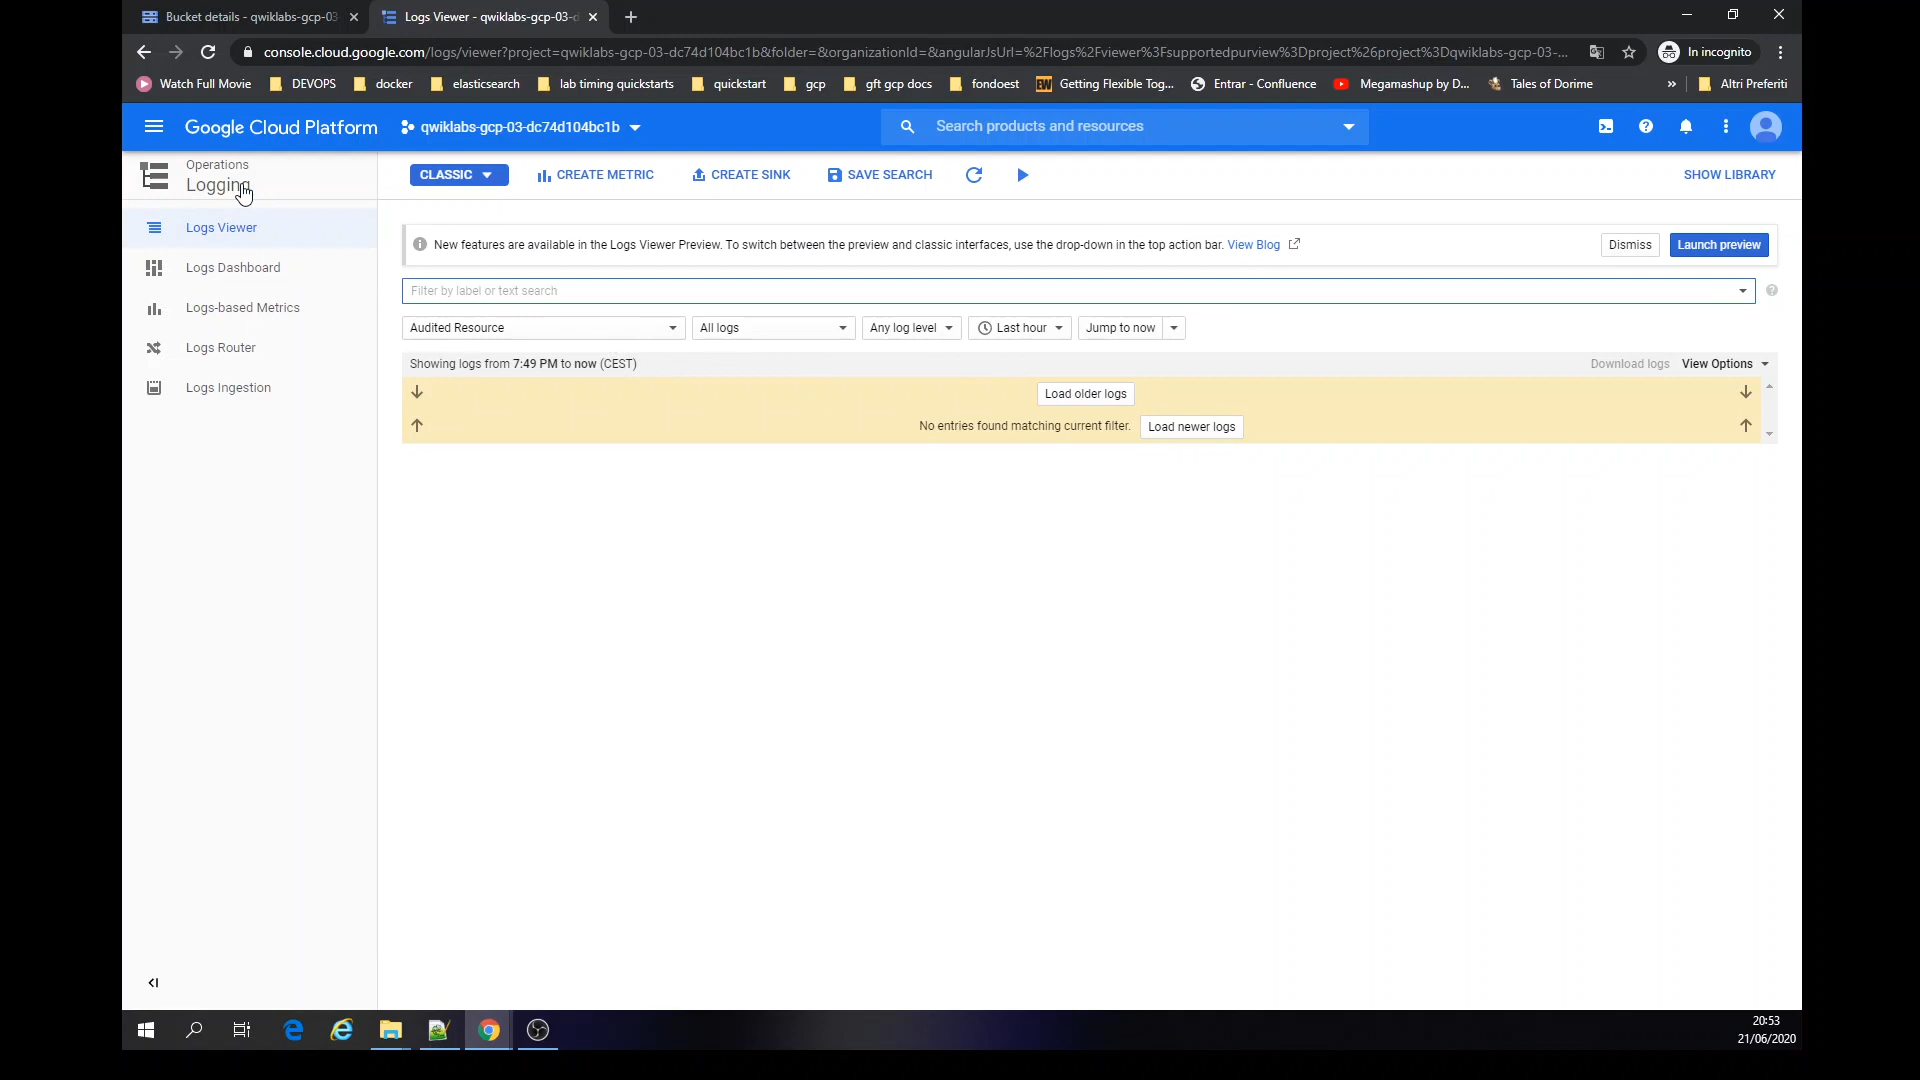 Bucket details - qwiklabs-gcp-03
Logs Viewer - qwiklabs-gcp-03-d
console.cloud.google.com/logs/viewer?project=qwiklabs-gcp-03-dc74d104bc1b&folder=&organizationId=&angularJsUrl=%2Flogs%2Fviewer%3Fsupportedpurview%3Dproject%26project%3Dqwiklabs-gcp-03-...
In incognito
Watch Full Movie
DEVOPS
docker
elasticsearch
lab timing quickstarts
quickstart
gcp
gft gcp docs
fondoest
EW
Getting Flexible Tog...
Entrar - Confluence
Megamashup by D...
Tales of Dorime
»
Altri Preferiti
Google Cloud Platform
qwiklabs-gcp-03-dc74d104bc1b
Search products and resources
Operations
Logging
CLASSIC
CREATE METRIC
CREATE SINK
SAVE SEARCH
SHOW LIBRARY
Logs Viewer
Logs Dashboard
Logs-based Metrics
Logs Router
Logs Ingestion
New features are available in the Logs Viewer Preview. To switch between the preview and classic interfaces, use the drop-down in the top action bar. View Blog
Dismiss
Launch preview
Filter by label or text search
Audited Resource
All logs
Any log level
Last hour
Jump to now
Showing logs from 7:49 PM to now (CEST)
Download logs
View Options
Load older logs
No entries found matching current filter.
Load newer logs
20:53
21/06/2020